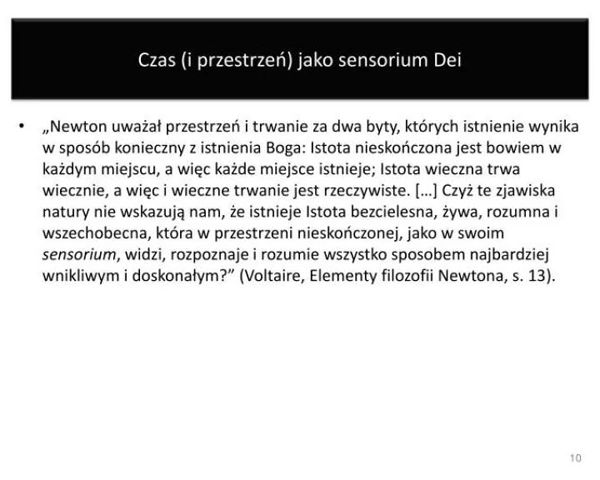 Czas (i przestrzeń) jako sensorium Dei
• „Newton uważał przestrzeń i trwanie za dwa byty, których istnienie wynika
w sposób konieczny z istnienia Boga: Istota nieskończona jest bowiem w
każdym miejscu, a więc każde miejsce istnieje; Istota wieczna trwa
wiecznie, a więc i wieczne trwanie jest rzeczywiste. […] Czyż te zjawiska
natury nie wskazują nam, że istnieje Istota bezcielesna, żywa, rozumna i
wszechobecna, która w przestrzeni nieskończonej, jako w swoim
sensorium, widzi, rozpoznaje i rozumie wszystko sposobem najbardziej
wnikliwym i doskonałym?” (Voltaire, Elementy filozofii Newtona, s. 13).
10